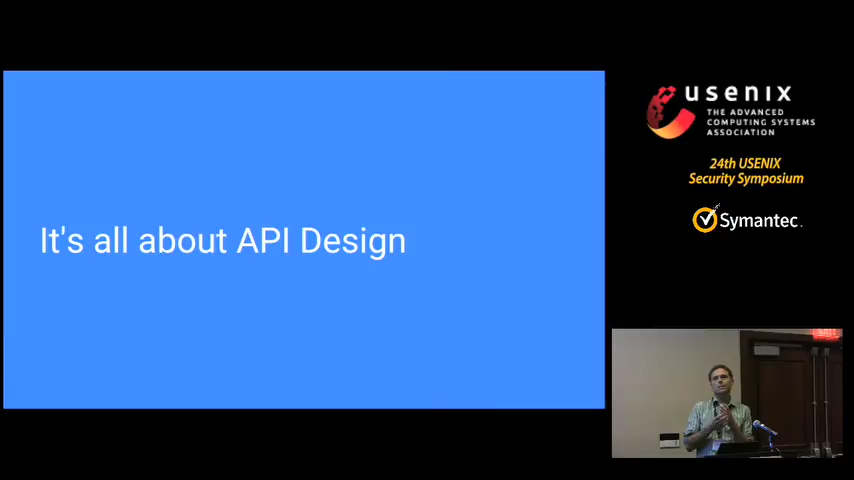 It's all about API Design
usenix
THE ADVANCED
COMPUTING SYSTEMS
ASSOCIATION
24th USENIX
Security Symposium
Symantec.